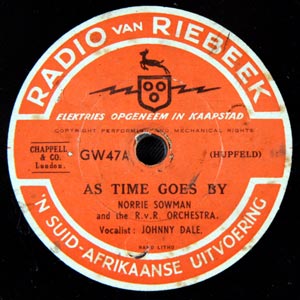 RADIO VAN RIEBEEK
ELEKTRIES OPGENEEM IN KAAPSTAD
COPYRIGHT PERFORMING AND MECHANICAL RIGHTS
CHAPPELL
& CO.
London.
GW47A
(HUPFELD)
AS TIME GOES BY
NORRIE SOWMAN
and the R.v.R. ORCHESTRA.
Vocalist: JOHNNY DALE.
LITHO
'N SUID-AFRIKAANSE UITVOERING